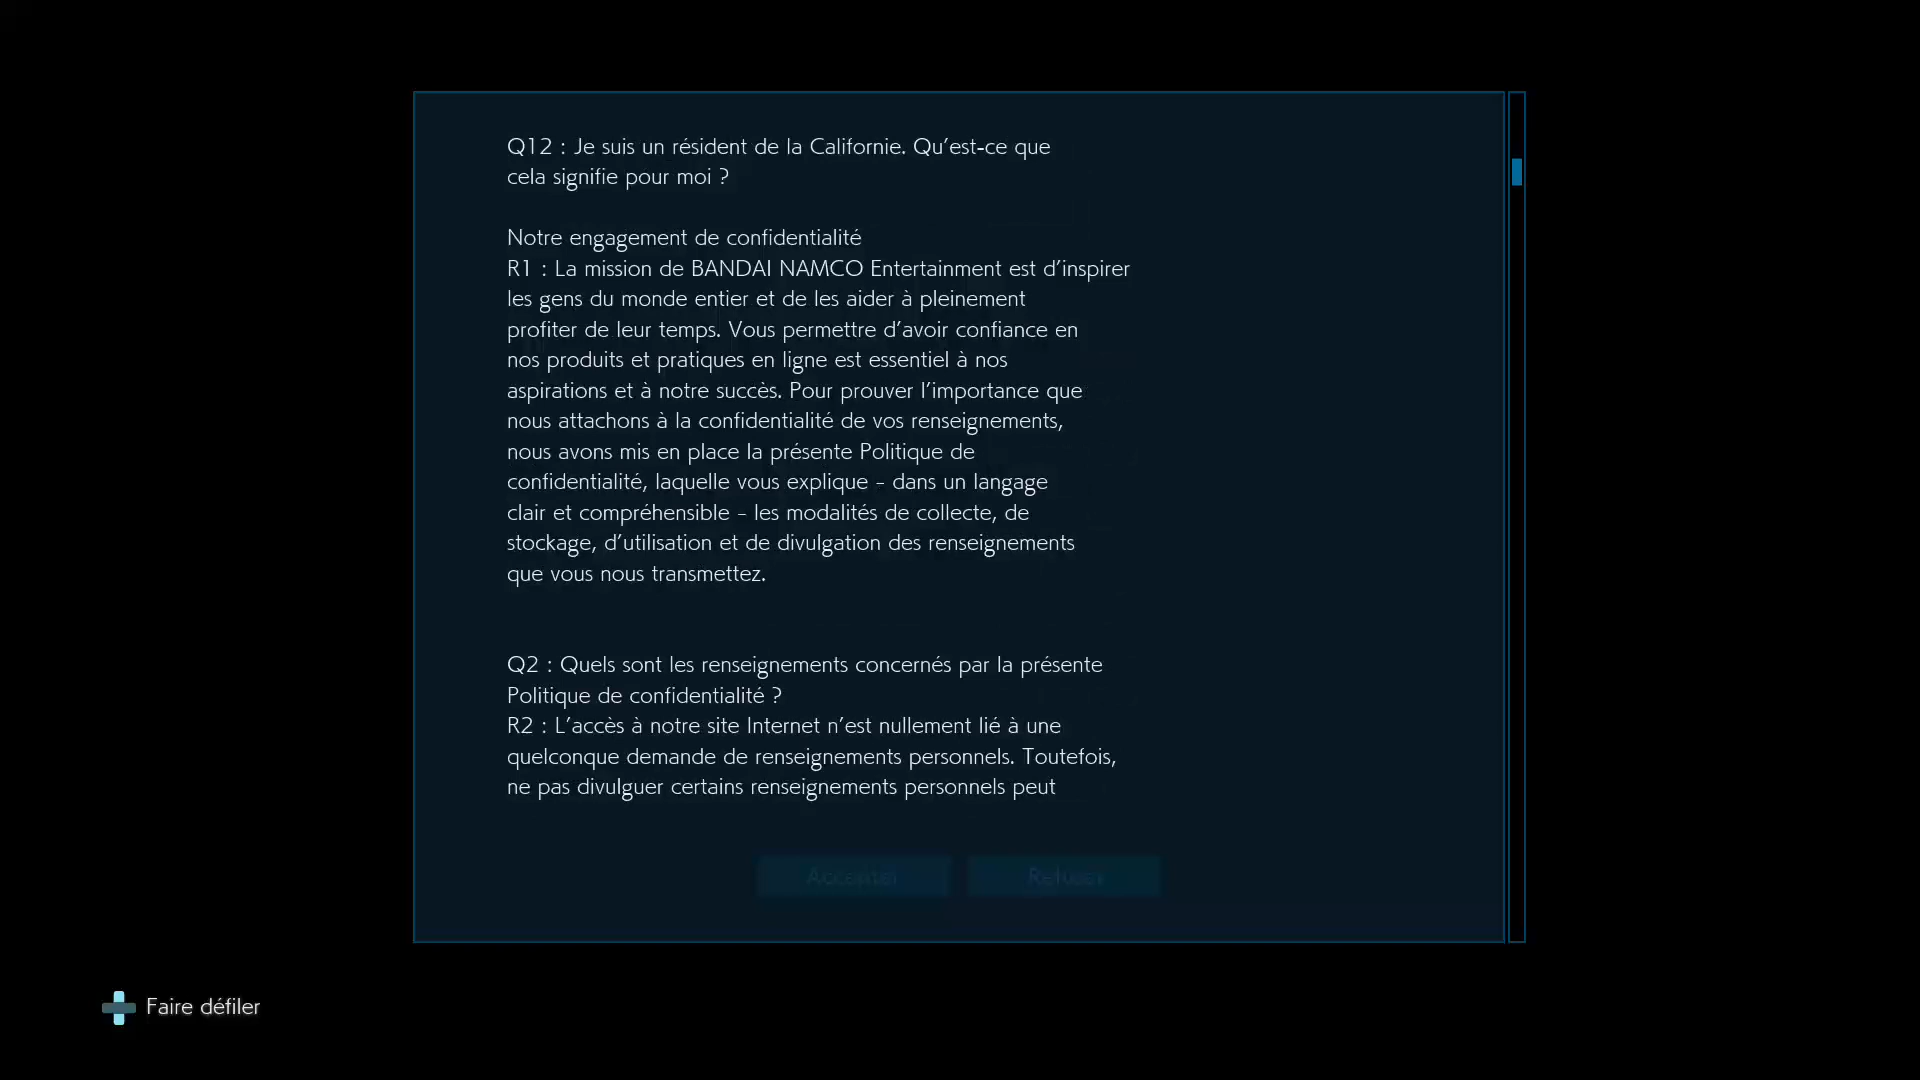 Q12 : Je suis un résident de la Californie. Qu’est-ce que
cela signifie pour moi ?
Notre engagement de confidentialité
R1 : La mission de BANDAI NAMCO Entertainment est d’inspirer
les gens du monde entier et de les aider à pleinement
profiter de leur temps. Vous permettre d’avoir confiance en
nos produits et pratiques en ligne est essentiel à nos
aspirations et à notre succès. Pour prouver l’importance que
nous attachons à la confidentialité de vos renseignements,
nous avons mis en place la présente Politique de
confidentialité, laquelle vous explique – dans un langage
clair et compréhensible – les modalités de collecte, de
stockage, d’utilisation et de divulgation des renseignements
que vous nous transmettez.
Q2 : Quels sont les renseignements concernés par la présente
Politique de confidentialité ?
R2 : L’accès à notre site Internet n’est nullement lié à une
quelconque demande de renseignements personnels. Toutefois,
ne pas divulguer certains renseignements personnels peut
Accepter Refuser
Faire défiler